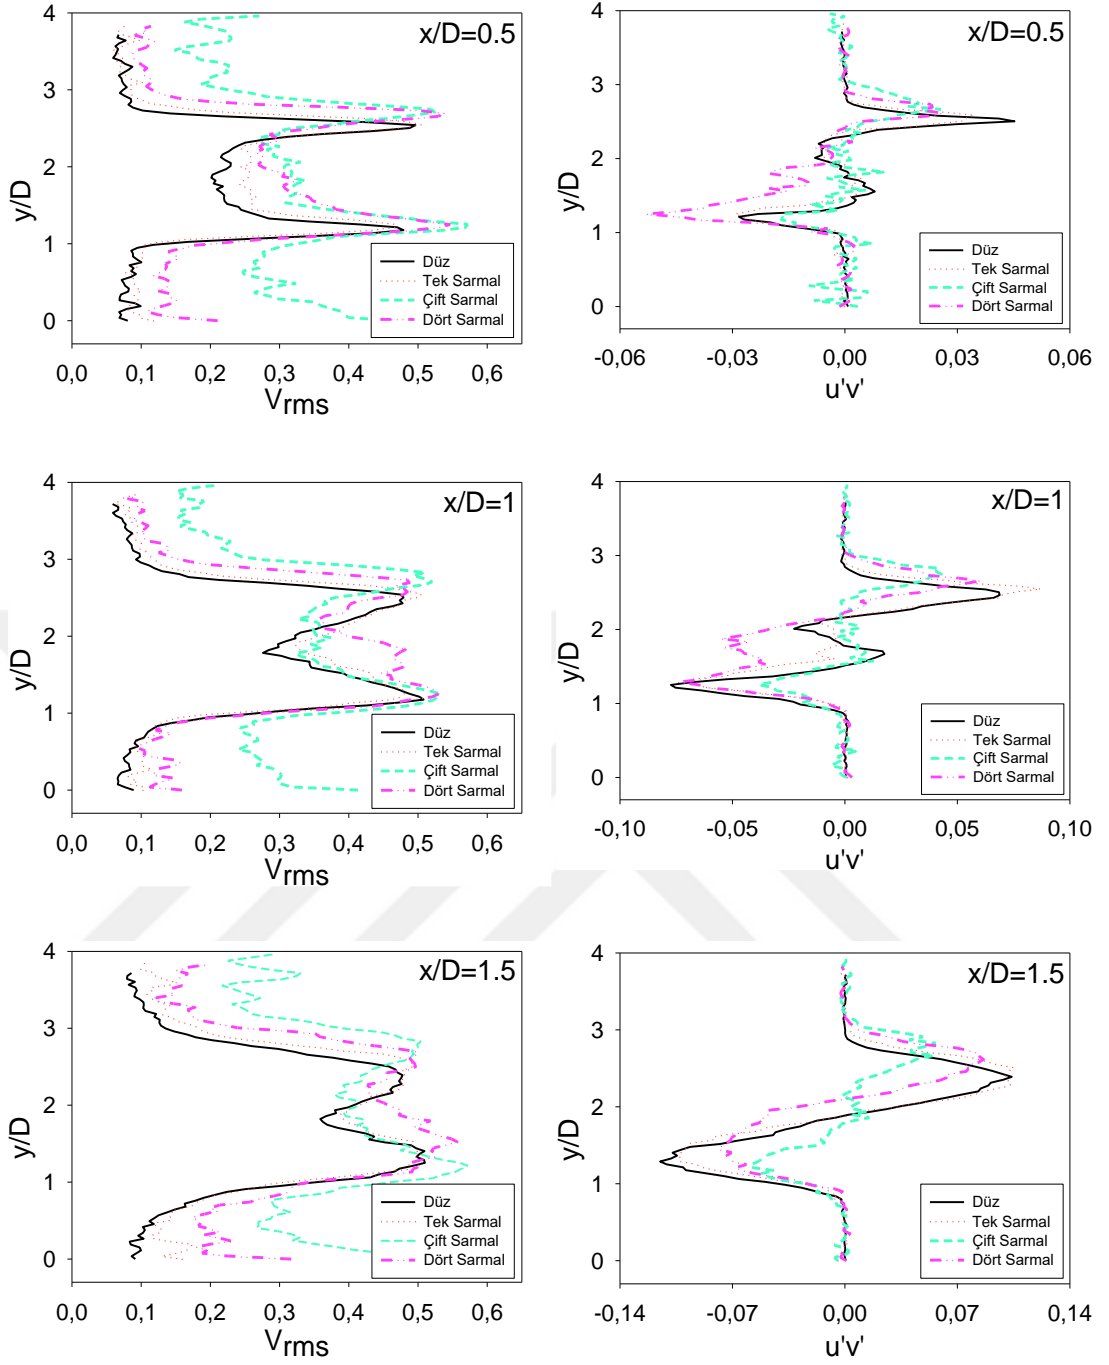 x/D=0.5
y/D
4
3
2
1
0
Düz
Tek Sarmal
Çift Sarmal
Dört Sarmal
0,0 0,1 0,2 0,3 0,4 0,5 0,6
Vrms
x/D=0.5
y/D
4
3
2
1
0
Düz
Tek Sarmal
Çift Sarmal
Dört Sarmal
-0,06 -0,03 0,00 0,03 0,06
u'v'
x/D=1
y/D
4
3
2
1
0
Düz
Tek Sarmal
Çift Sarmal
Dört Sarmal
0,0 0,1 0,2 0,3 0,4 0,5 0,6
Vrms
x/D=1
y/D
4
3
2
1
0
Düz
Tek Sarmal
Çift Sarmal
Dört Sarmal
-0,10 -0,05 0,00 0,05 0,10
u'v'
x/D=1.5
y/D
4
3
2
1
0
Düz
Tek Sarmal
Çift Sarmal
Dört Sarmal
0,0 0,1 0,2 0,3 0,4 0,5 0,6
Vrms
x/D=1.5
y/D
4
3
2
1
0
Düz
Tek Sarmal
Çift Sarmal
Dört Sarmal
-0,14 -0,07 0,00 0,07 0,14
u'v'